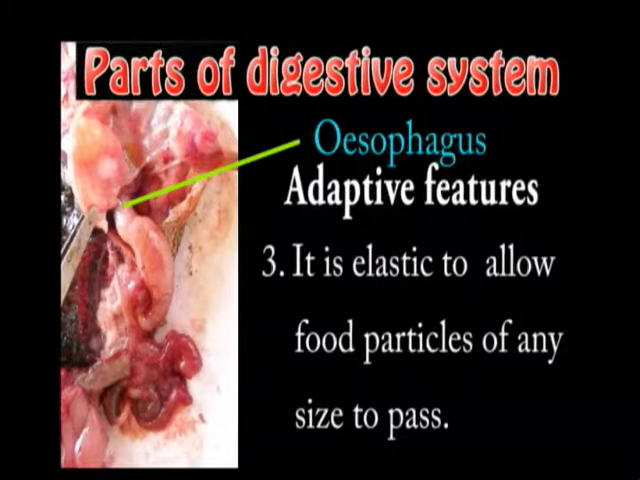 Parts of digestive system
Oesophagus
Adaptive features
3. It is elastic to allow
food particles of any
size to pass.